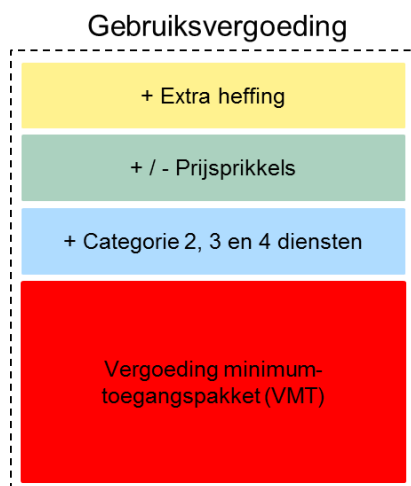 Gebruiksvergoeding
+ Extra heffing
+ / - Prijsprikkels
+ Categorie 2, 3 en 4 diensten
Vergoeding minimum-
toegangspakket (VMT)